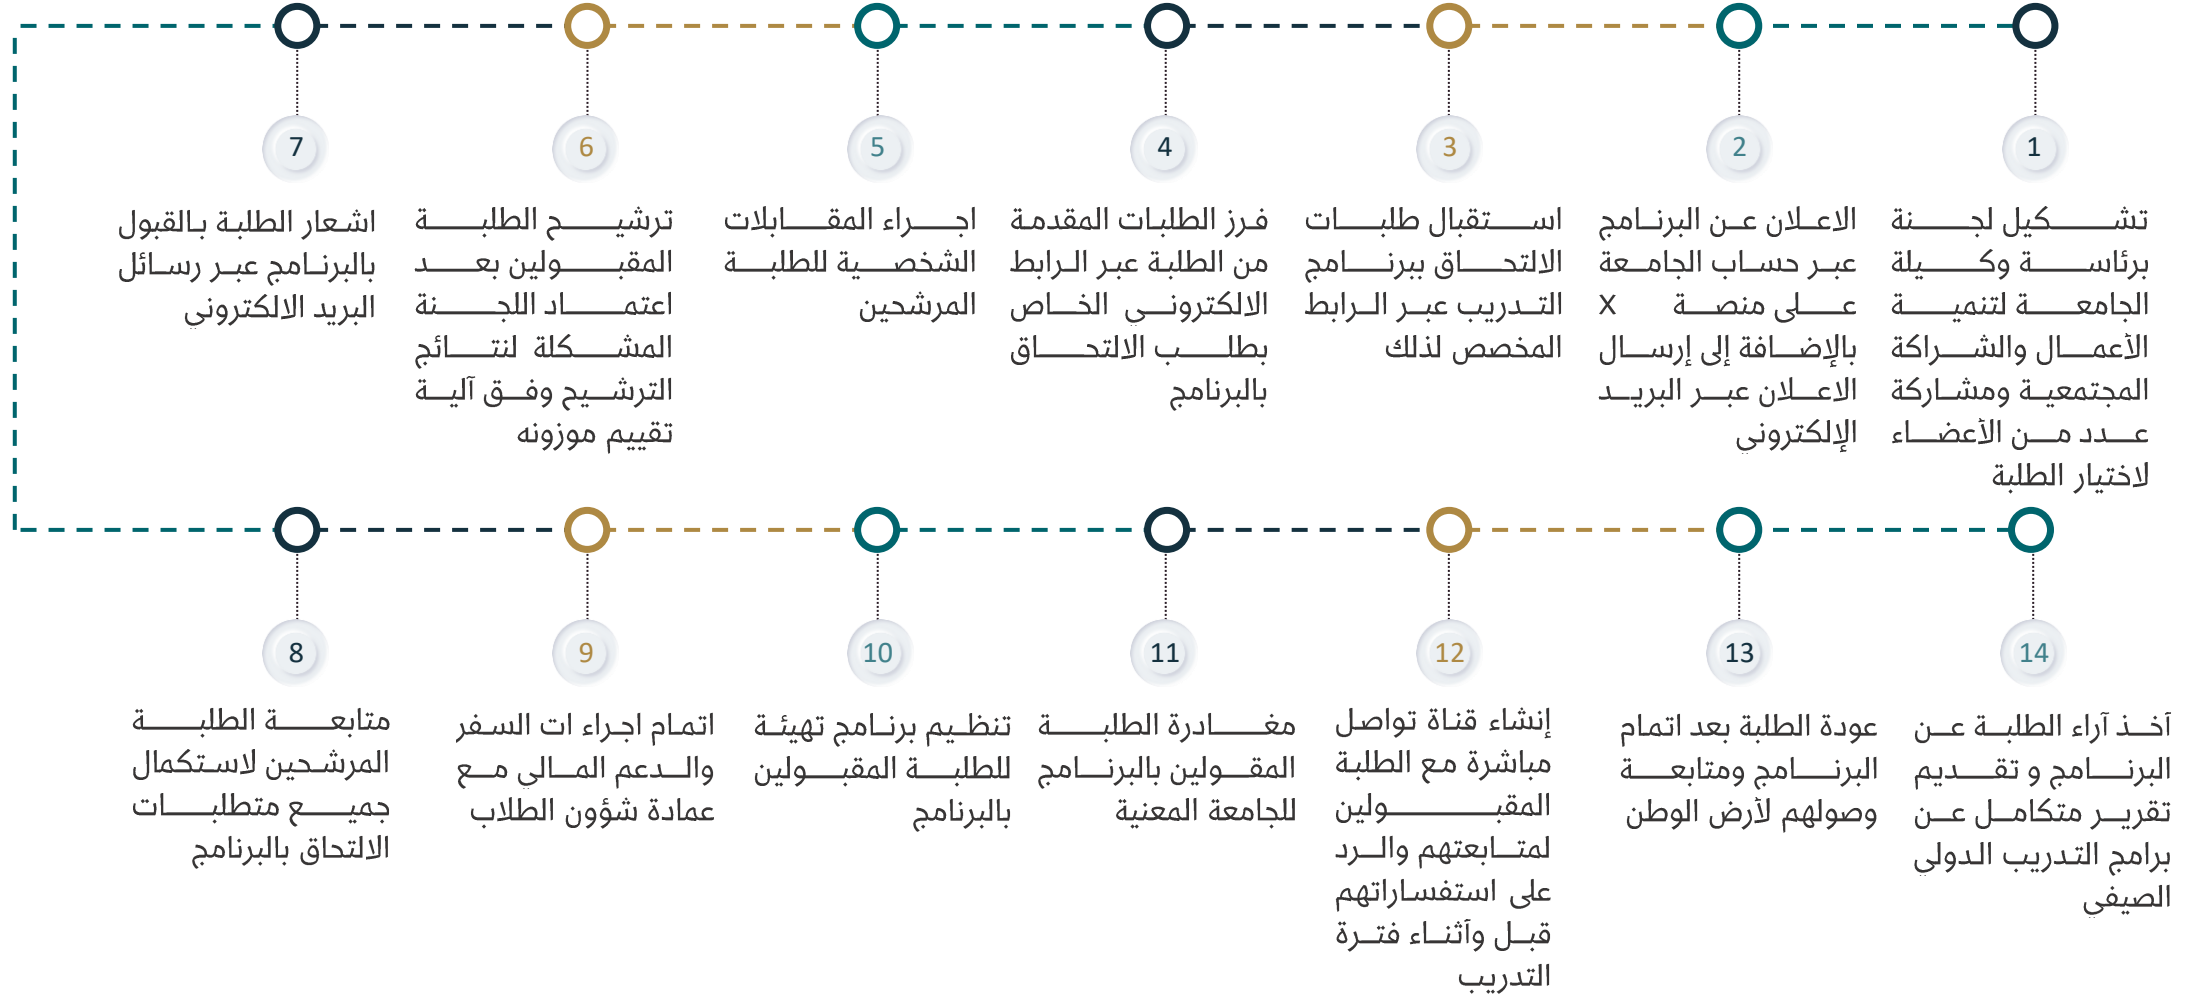 1
تشكيل لجنة
برئاسة وكيلة
الجامعة لتنمية
الأعمال والشراكة
المجتمعية ومشاركة
عدد من الأعضاء
لاختيار الطلبة
2
الاعلان عن البرنامج
عبر حساب الجامعة
على منصة X
بالإضافة إلى إرسال
الاعلان عبر البريد
الإلكتروني
3
استقبال طلبات
الالتحاق ببرنامج
التدريب عبر الرابط
المخصص لذلك
4
فرز الطلبات المقدمة
من الطلبة عبر الرابط
الالكتروني الخاص
بطلب الالتحاق
بالبرنامج
5
اجراء المقابلات
الشخصية للطلبة
المرشحين
6
ترشيح الطلبة
المقبولين بعد
اعتماد اللجنة
المشكلة لنتائج
الترشيح وفق آلية
تقييم موزونه
7
اشعار الطلبة بالقبول
بالبرنامج عبر رسائل
البريد الالكتروني
8
متابعة الطلبة
المرشحين لاستكمال
جميع متطلبات
الالتحاق بالبرنامج
9
اتمام اجراء ات السفر
والدعم المالي مع
عمادة شؤون الطلاب
10
تنظيم برنامج تهيئة
للطلبة المقبولين
بالبرنامج
11
مغادرة الطلبة
المقولين بالبرنامج
للجامعة المعنية
12
إنشاء قناة تواصل
مباشرة مع الطلبة
المقبولين
لمتابعتهم والرد
على استفساراتهم
قبل وأثناء فترة
التدريب
13
عودة الطلبة بعد اتمام
البرنامج ومتابعة
وصولهم لأرض الوطن
14
أخذ آراء الطلبة عن
البرنامج و تقديم
تقرير متكامل عن
برامج التدريب الدولي
الصيفي